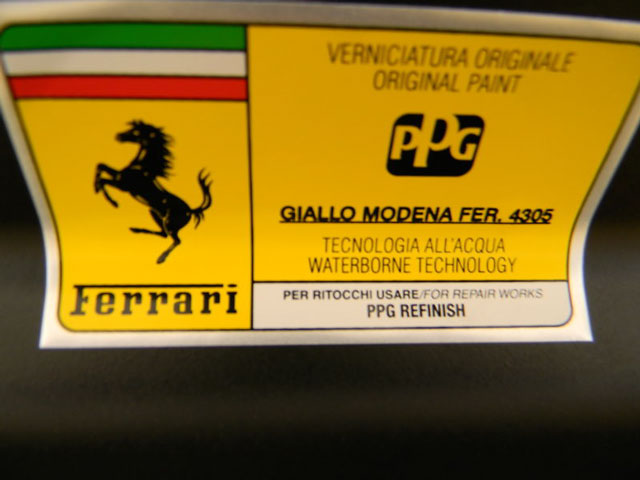 VERNICIATURA ORIGINALE
ORIGINAL PAINT
PPG
GIALLO MODENA FER. 4305
TECNOLOGIA ALL'ACQUA
WATERBORNE TECHNOLOGY
Ferrari
PER RITOCCHI USARE/FOR REPAIR WORKS
PPG REFINISH